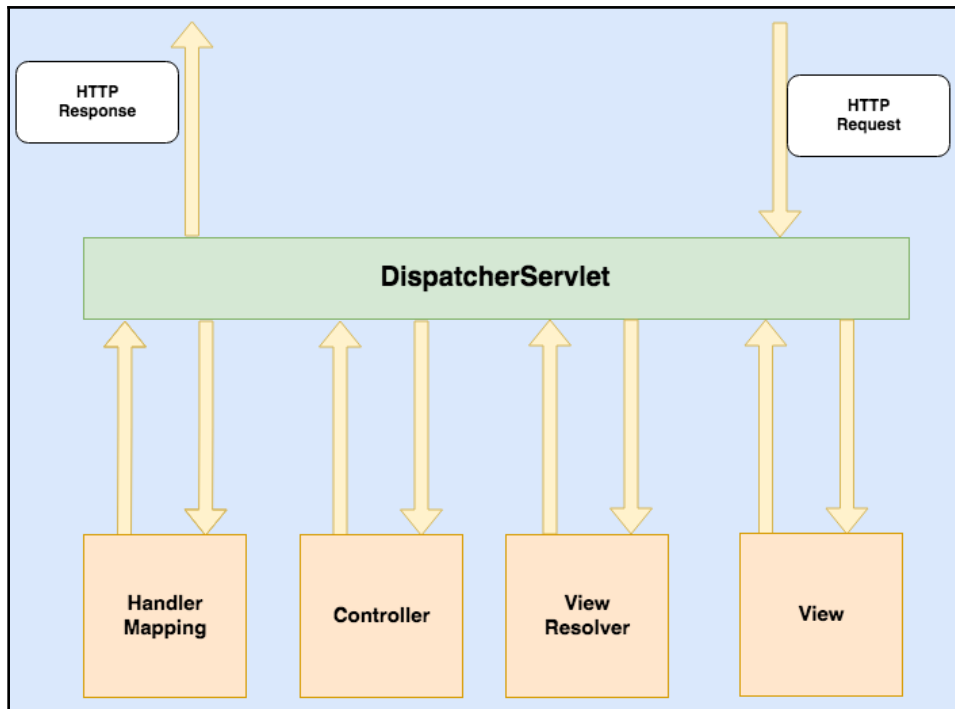 HTTP
Response
HTTP
Request
DispatcherServlet
Handler
Mapping
Controller
View
Resolver
View